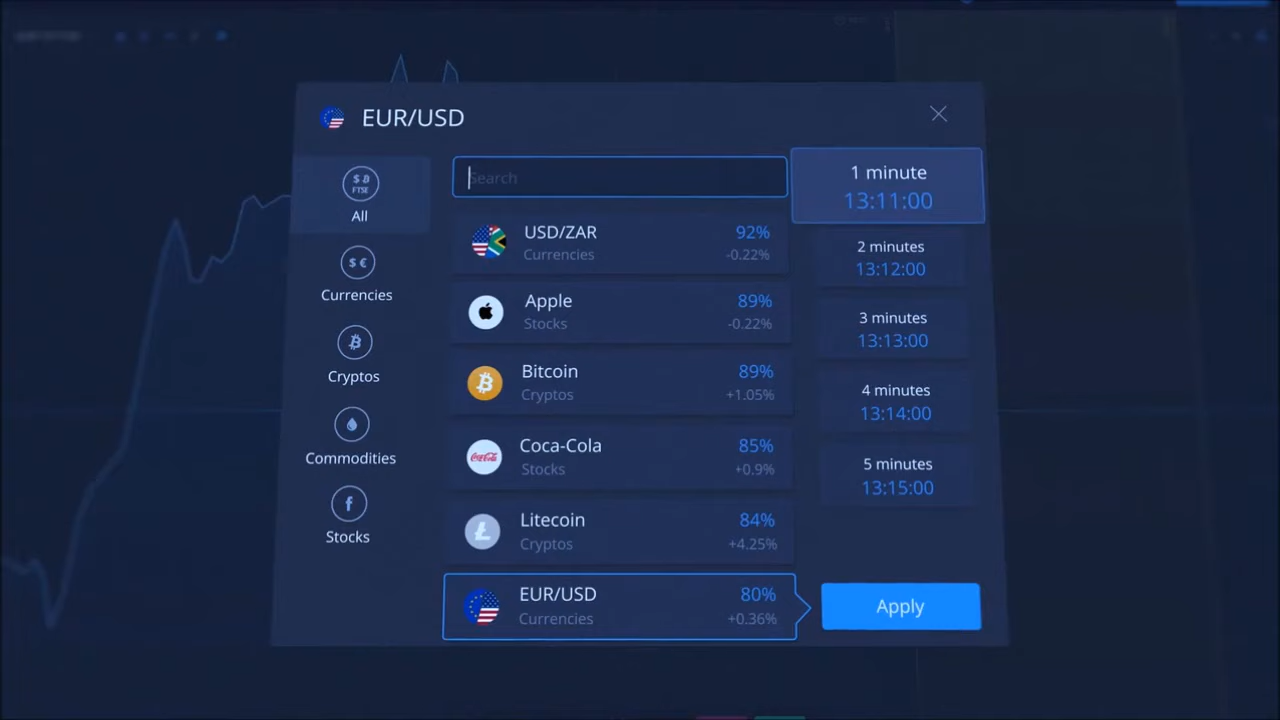 EUR/USD
$ ₿
FTSE
All
$ €
Currencies
Cryptos
Commodities
Stocks
Search
USD/ZAR 92%
Currencies -0.22%
Apple 89%
Stocks -0.22%
Bitcoin 89%
Cryptos +1.05%
Coca-Cola 85%
Stocks +0.9%
Litecoin 84%
Cryptos +4.25%
EUR/USD 80%
Currencies +0.36%
1 minute
13:11:00
2 minutes
13:12:00
3 minutes
13:13:00
4 minutes
13:14:00
5 minutes
13:15:00
Apply